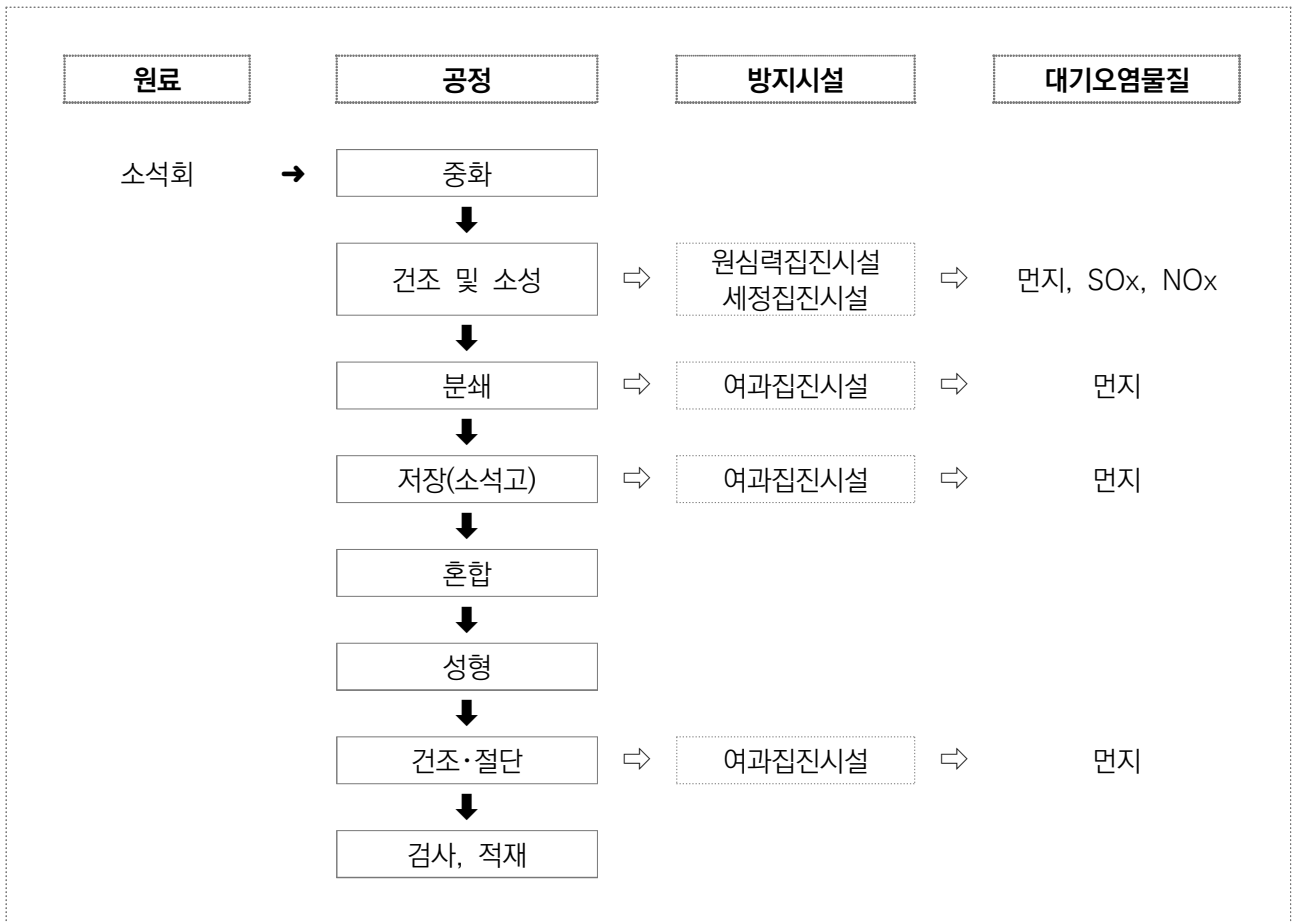 원료 공정 방지시설 대기오염물질
소석회 ➜ 중화
건조 및 소성 ⇨ 원심력집진시설 세정집진시설 ⇨ 먼지, SOx, NOx
분쇄 ⇨ 여과집진시설 ⇨ 먼지
저장(소석고) ⇨ 여과집진시설 ⇨ 먼지
혼합
성형
건조·절단 ⇨ 여과집진시설 ⇨ 먼지
검사, 적재